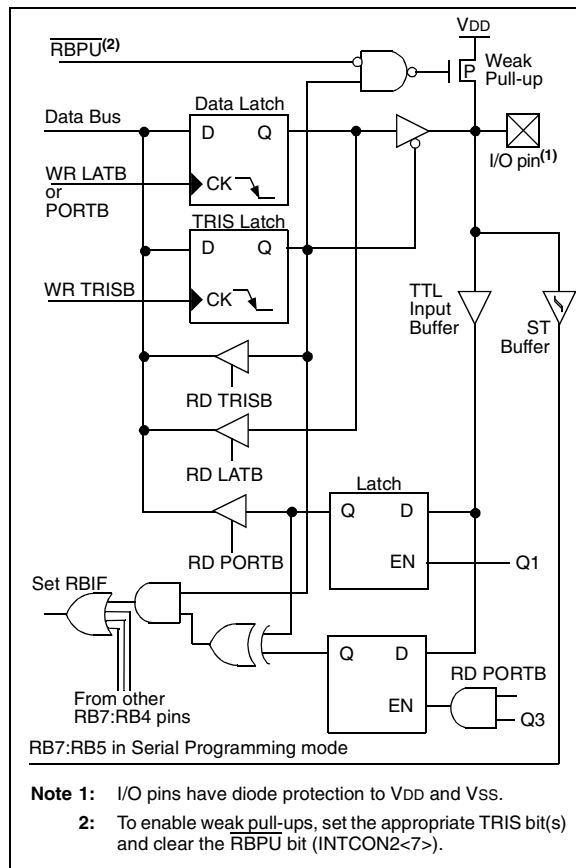 VDD
RBPU(2)
P
Weak
Pull-up
Data Latch
Data Bus
D
Q
I/O pin(1)
WR LATB
or
PORTB
CK
TRIS Latch
D
Q
WR TRISB
CK
TTL
Input
Buffer
ST
Buffer
RD TRISB
RD LATB
Latch
Q
D
RD PORTB
EN
Q1
Set RBIF
Q
D
RD PORTB
EN
Q3
From other
RB7:RB4 pins
RB7:RB5 in Serial Programming mode
Note 1: I/O pins have diode protection to VDD and VSS.
2: To enable weak pull-ups, set the appropriate TRIS bit(s)
and clear the RBPU bit (INTCON2<7>).